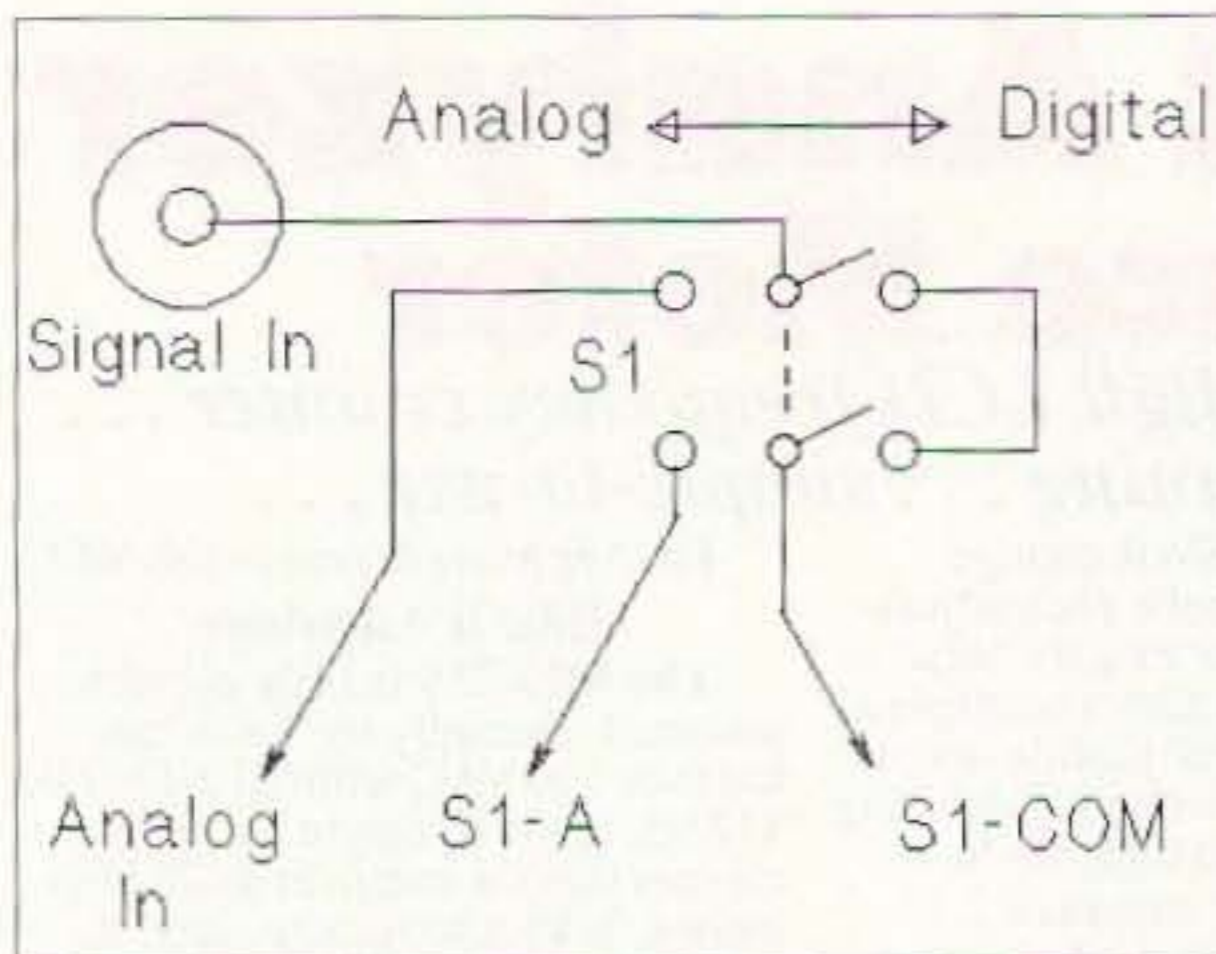 Analog Digital
Signal In
S1
Analog
In
S1-A
S1-COM